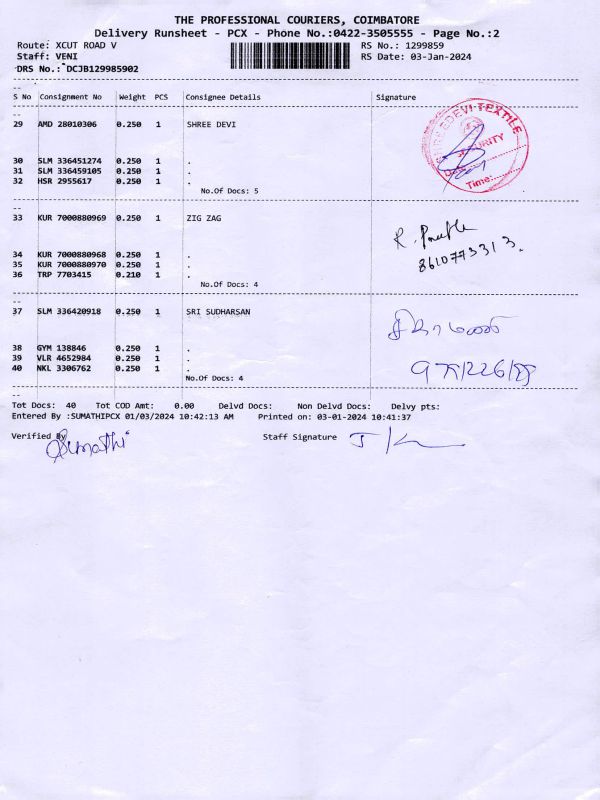 THE PROFESSIONAL COURIERS, COIMBATORE
Delivery Runsheet - PCX - Phone No.:0422-3505555 - Page No.:2
Route: XCUT ROAD V RS No.: 1299859
Staff: VENI RS Date: 03-Jan-2024
DRS No.: DCJB129985902
S No Consignment No Weight PCS Consignee Details Signature
29 AMD 28010306 0.250 1 SHREE DEVI
SHREE DEVI TEXTILE
SECURITY
Time:
30 SLM 336451274 0.250 1 .
31 SLM 336459105 0.250 1 .
32 HSR 2955617 0.250 1 .
No.Of Docs: 5
33 KUR 7000880969 0.250 1 ZIG ZAG
R.
8610773313.
34 KUR 7000880968 0.250 1 .
35 KUR 7000880970 0.250 1 .
36 TRP 7703415 0.210 1 .
No.Of Docs: 4
37 SLM 336420918 0.250 1 SRI SUDHARSAN
38 GYM 138846 0.250 1 .
39 VLR 4652984 0.250 1 .
40 NKL 3306762 0.250 1 .
No.Of Docs: 4
Tot Docs: 40 Tot COD Amt: 0.00 Delvd Docs: Non Delvd Docs: Delvy pts:
Entered By :SUMATHIPCX 01/03/2024 10:42:13 AM Printed on: 03-01-2024 10:41:37
Verified By Staff Signature
Sumathi